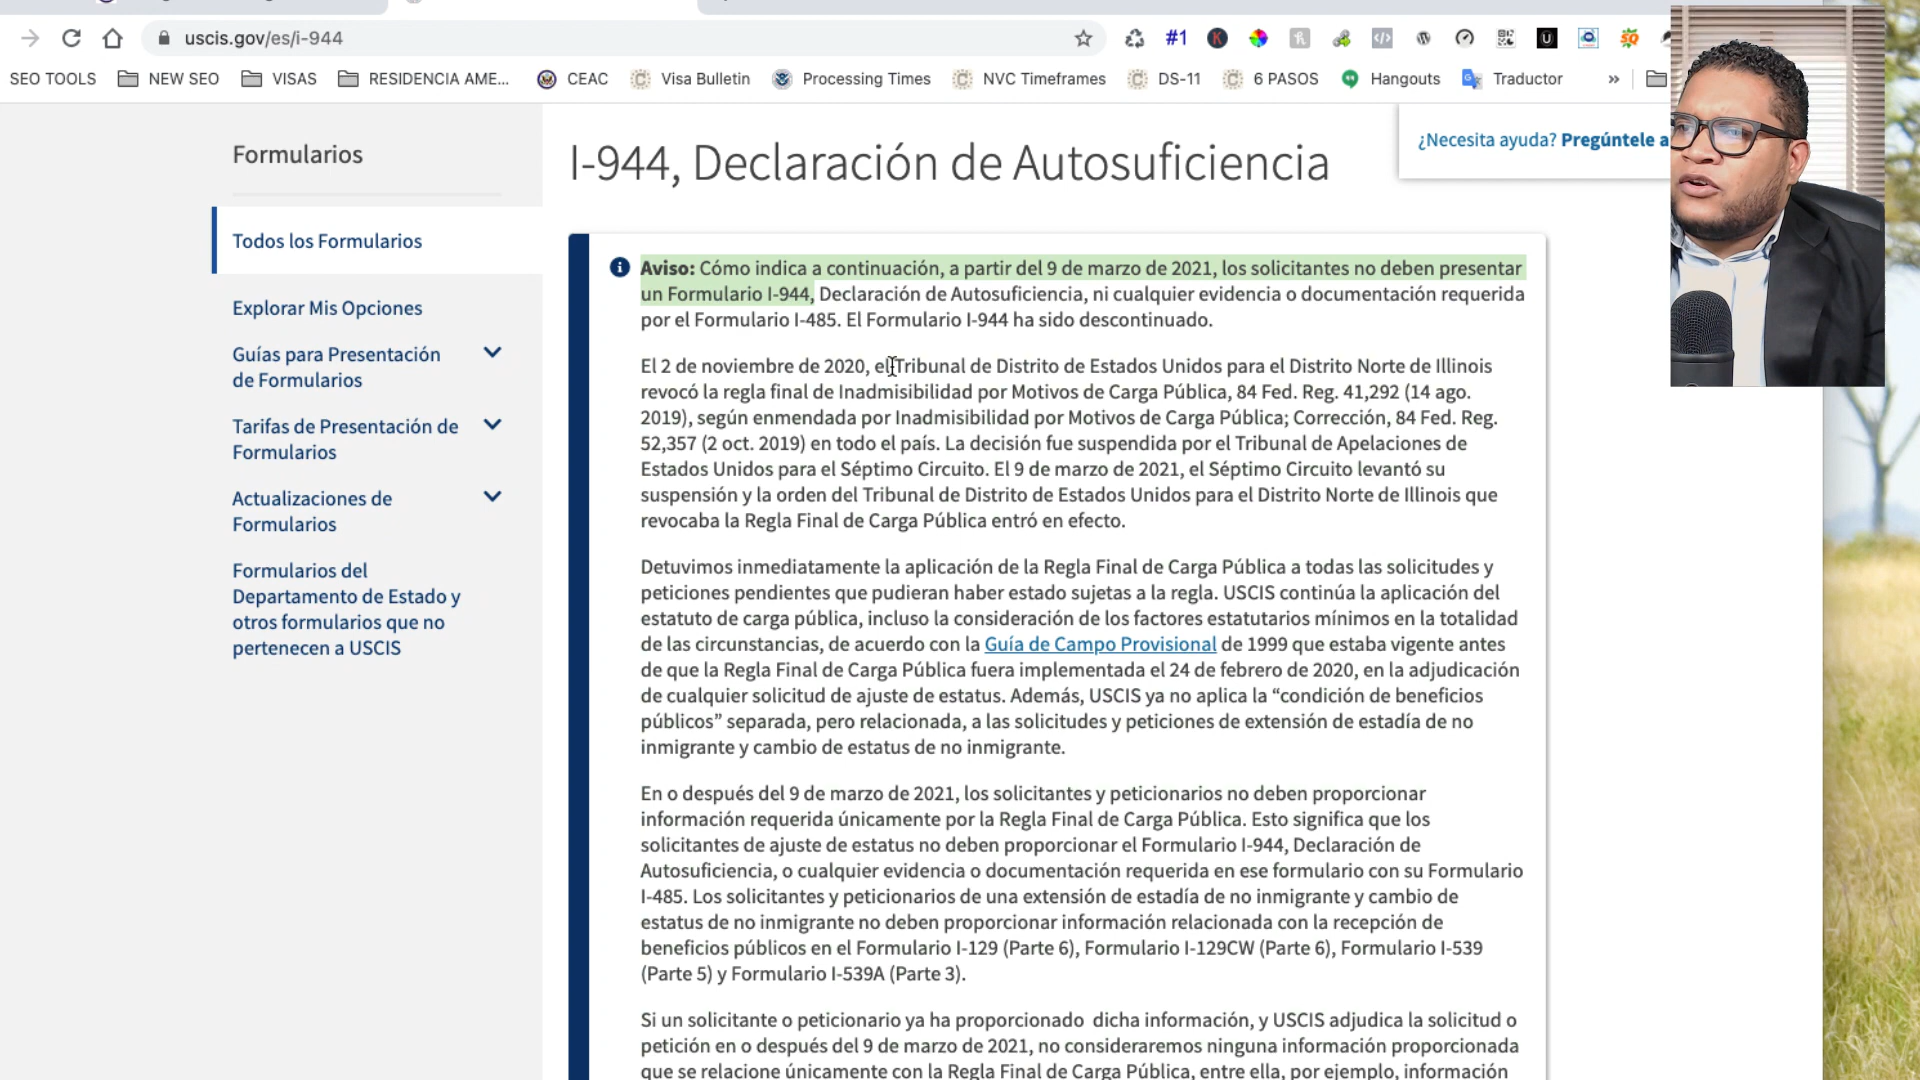 uscis.gov/es/i-944
#1
SEO TOOLS
NEW SEO
VISAS
RESIDENCIA AME...
CEAC
Visa Bulletin
Processing Times
NVC Timeframes
DS-11
6 PASOS
Hangouts
Traductor
»
Formularios
Todos los Formularios
Explorar Mis Opciones
Guías para Presentación
de Formularios
Tarifas de Presentación de
Formularios
Actualizaciones de
Formularios
Formularios del
Departamento de Estado y
otros formularios que no
pertenecen a USCIS
I-944, Declaración de Autosuficiencia
¿Necesita ayuda? Pregúntele a
Aviso: Cómo indica a continuación, a partir del 9 de marzo de 2021, los solicitantes no deben presentar
un Formulario I-944, Declaración de Autosuficiencia, ni cualquier evidencia o documentación requerida
por el Formulario I-485. El Formulario I-944 ha sido descontinuado.
El 2 de noviembre de 2020, el Tribunal de Distrito de Estados Unidos para el Distrito Norte de Illinois
revocó la regla final de Inadmisibilidad por Motivos de Carga Pública, 84 Fed. Reg. 41,292 (14 ago.
2019), según enmendada por Inadmisibilidad por Motivos de Carga Pública; Corrección, 84 Fed. Reg.
52,357 (2 oct. 2019) en todo el país. La decisión fue suspendida por el Tribunal de Apelaciones de
Estados Unidos para el Séptimo Circuito. El 9 de marzo de 2021, el Séptimo Circuito levantó su
suspensión y la orden del Tribunal de Distrito de Estados Unidos para el Distrito Norte de Illinois que
revocaba la Regla Final de Carga Pública entró en efecto.
Detuvimos inmediatamente la aplicación de la Regla Final de Carga Pública a todas las solicitudes y
peticiones pendientes que pudieran haber estado sujetas a la regla. USCIS continúa la aplicación del
estatuto de carga pública, incluso la consideración de los factores estatutarios mínimos en la totalidad
de las circunstancias, de acuerdo con la Guía de Campo Provisional de 1999 que estaba vigente antes
de que la Regla Final de Carga Pública fuera implementada el 24 de febrero de 2020, en la adjudicación
de cualquier solicitud de ajuste de estatus. Además, USCIS ya no aplica la “condición de beneficios
públicos” separada, pero relacionada, a las solicitudes y peticiones de extensión de estadía de no
inmigrante y cambio de estatus de no inmigrante.
En o después del 9 de marzo de 2021, los solicitantes y peticionarios no deben proporcionar
información requerida únicamente por la Regla Final de Carga Pública. Esto significa que los
solicitantes de ajuste de estatus no deben proporcionar el Formulario I-944, Declaración de
Autosuficiencia, o cualquier evidencia o documentación requerida en ese formulario con su Formulario
I-485. Los solicitantes y peticionarios de una extensión de estadía de no inmigrante y cambio de
estatus de no inmigrante no deben proporcionar información relacionada con la recepción de
beneficios públicos en el Formulario I-129 (Parte 6), Formulario I-129CW (Parte 6), Formulario I-539
(Parte 5) y Formulario I-539A (Parte 3).
Si un solicitante o peticionario ya ha proporcionado dicha información, y USCIS adjudica la solicitud o
petición en o después del 9 de marzo de 2021, no consideraremos ninguna información proporcionada
que se relacione únicamente con la Regla Final de Carga Pública, entre ella, por ejemplo, información